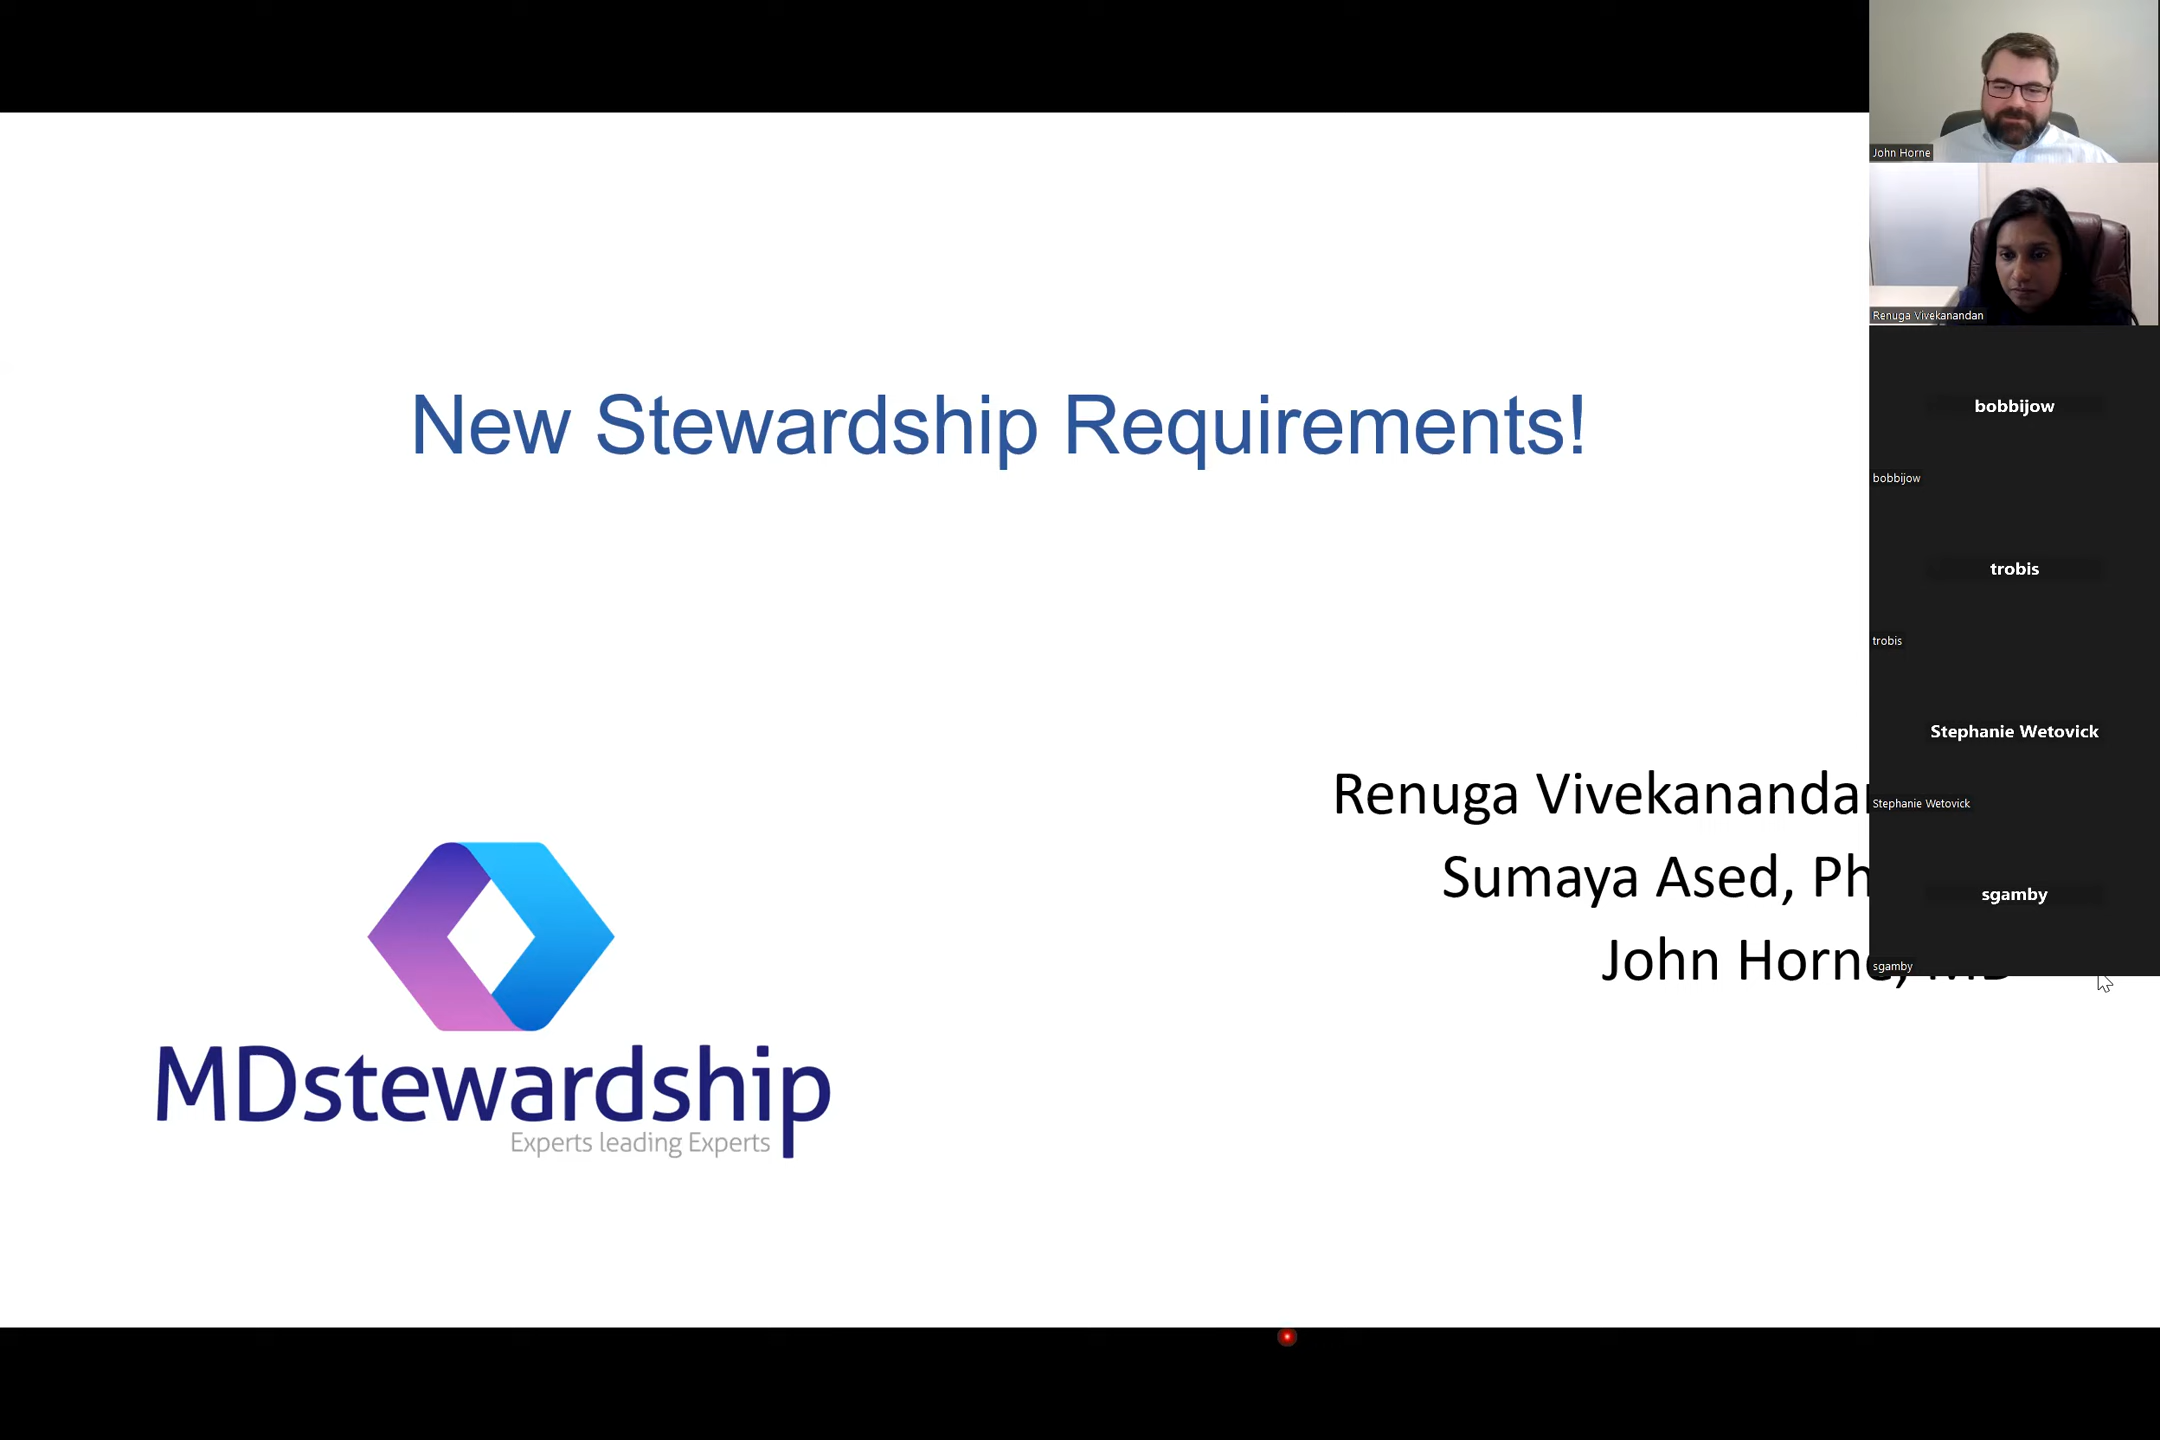 New Stewardship Requirements!
Renuga Vivekanandan
Sumaya Ased, Ph
John Horne, MD
MDstewardship
Experts leading Experts
John Horne
Renuga Vivekanandan
bobbijow
bobbijow
trobis
trobis
Stephanie Wetovick
Stephanie Wetovick
sgamby
sgamby